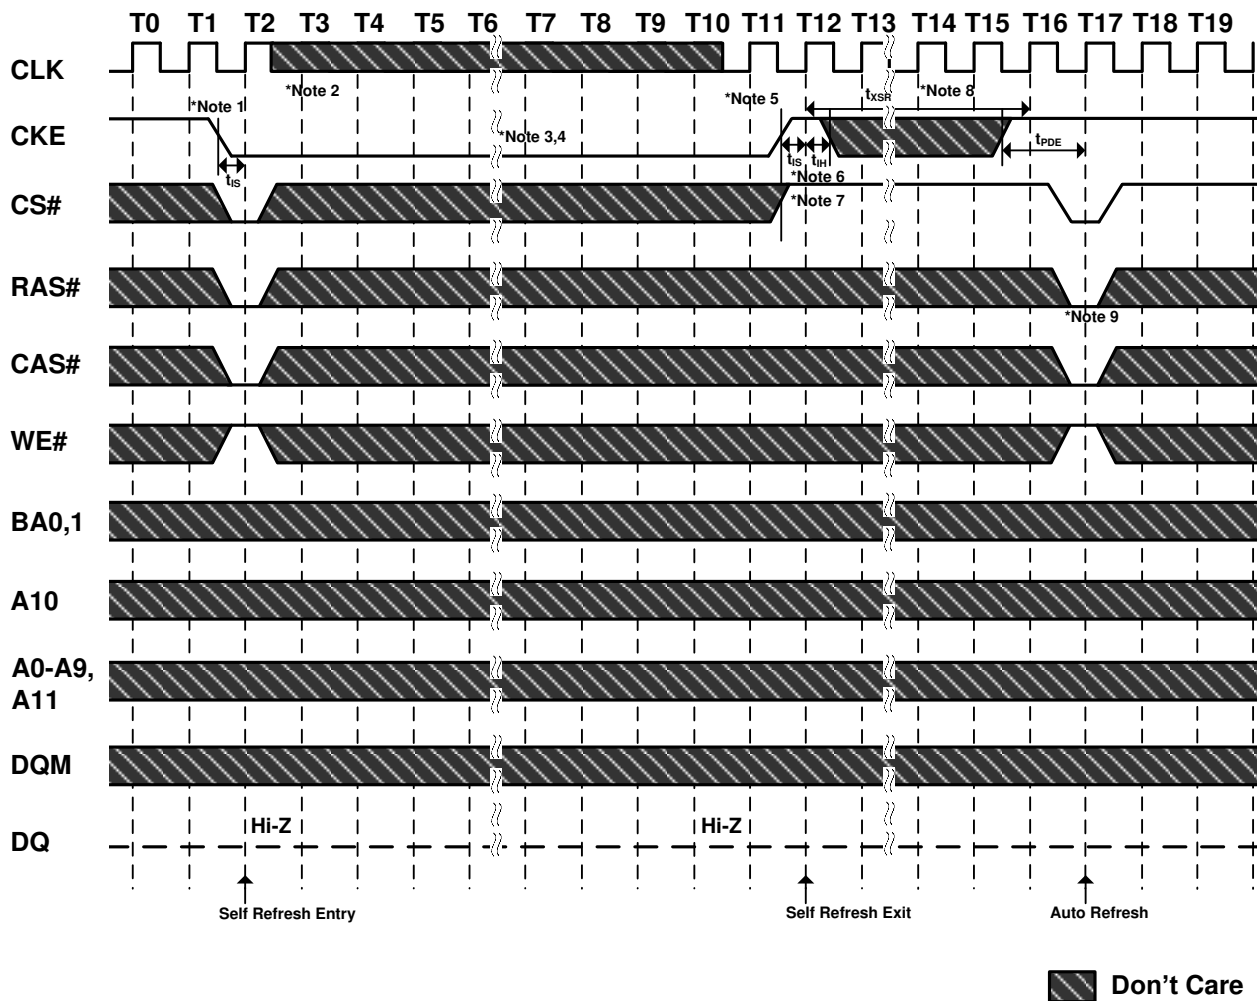 T0 T1 T2 T3 T4 T5 T6 T7 T8 T9 T10 T11 T12 T13 T14 T15 T16 T17 T18 T19
CLK
*Note 2
*Note 5
tXSR
*Note 8
*Note 1
CKE
*Note 3,4
tPDE
tIS
tIS
tIH
*Note 6
CS#
*Note 7
RAS#
*Note 9
CAS#
WE#
BA0,1
A10
A0-A9,
A11
DQM
Hi-Z
Hi-Z
DQ
Self Refresh Entry
Self Refresh Exit
Auto Refresh
Don't Care